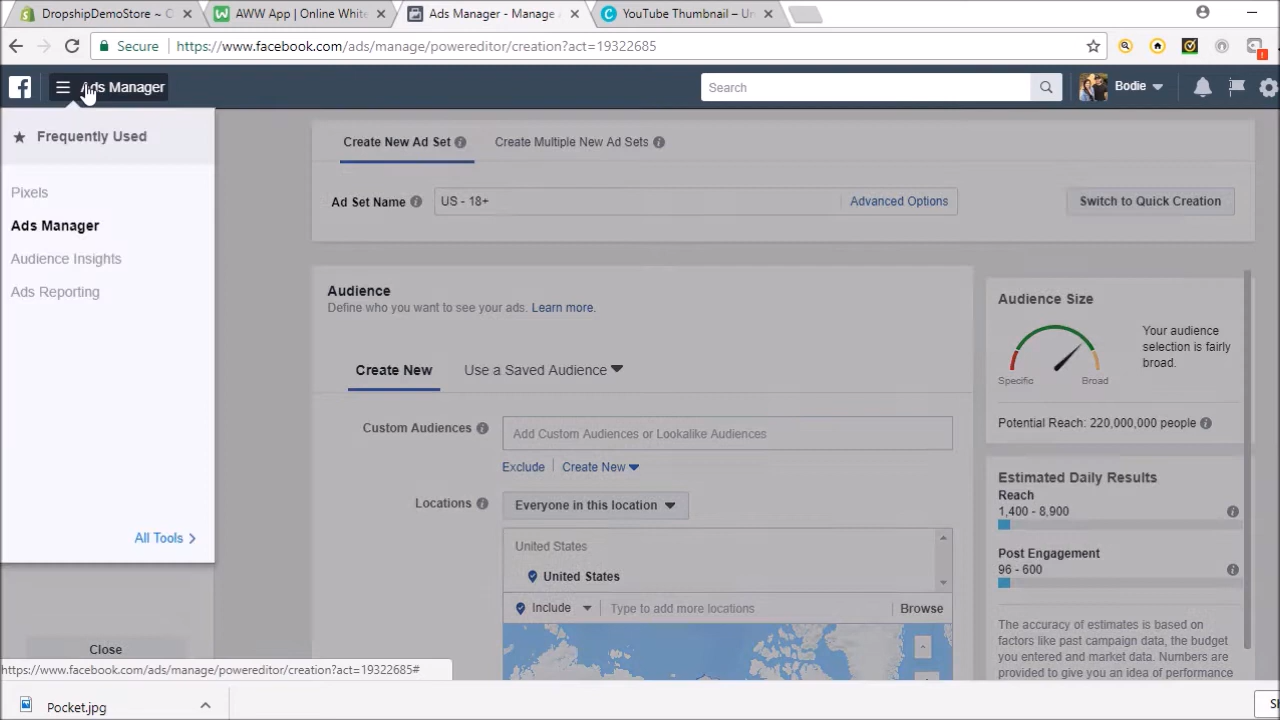 DropshipDemoStore ~
AWW App | Online White
Ads Manager - Manage
YouTube Thumbnail – Un
Secure
https://www.facebook.com/ads/manage/powereditor/creation?act=19322685
Ads Manager
Search
Bodie
Frequently Used
Pixels
Ads Manager
Audience Insights
Ads Reporting
All Tools
Close
Create New Ad Set
Create Multiple New Ad Sets
Ad Set Name
US - 18+
Advanced Options
Switch to Quick Creation
Audience
Define who you want to see your ads. Learn more.
Create New
Use a Saved Audience
Custom Audiences
Add Custom Audiences or Lookalike Audiences
Exclude
Create New
Locations
Everyone in this location
United States
United States
Include
Type to add more locations
Browse
Audience Size
Specific
Broad
Your audience
selection is fairly
broad.
Potential Reach: 220,000,000 people
Estimated Daily Results
Reach
1,400 - 8,900
Post Engagement
96 - 600
The accuracy of estimates is based on
factors like past campaign data, the budget
you entered and market data. Numbers are
provided to give you an idea of performance
https://www.facebook.com/ads/manage/powereditor/creation?act=19322685#
Pocket.jpg